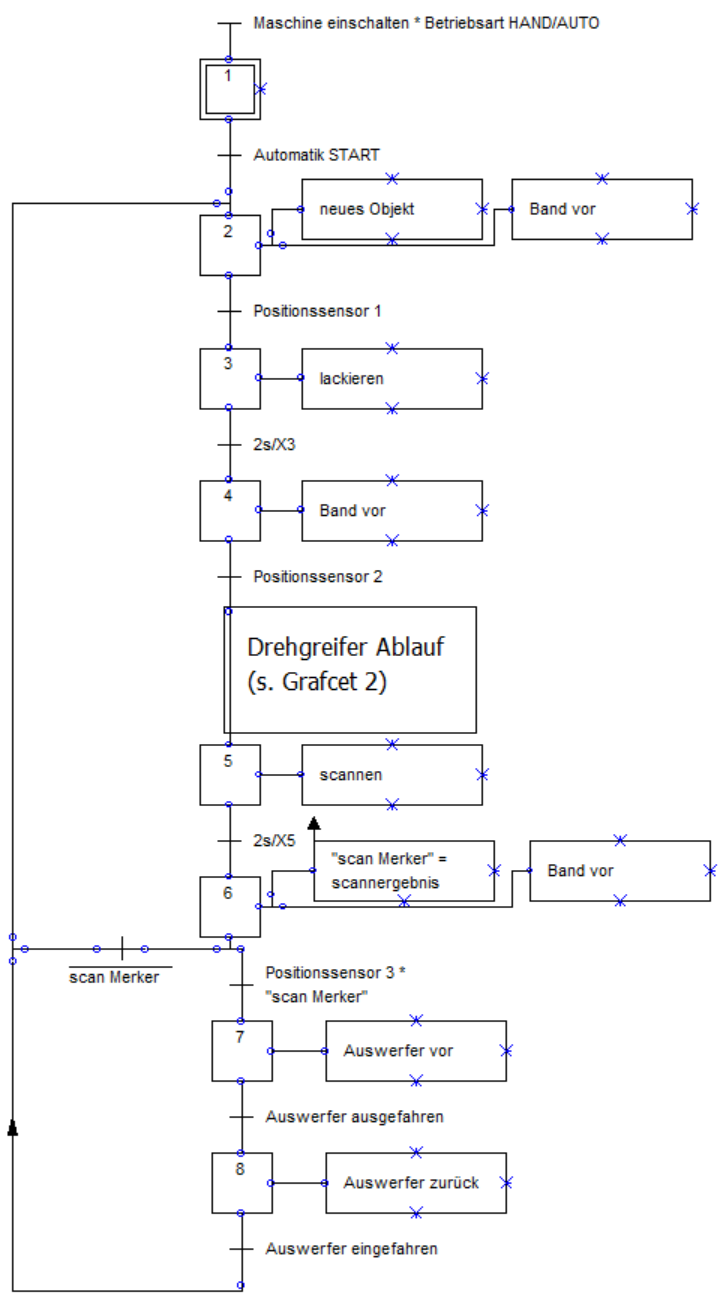 Maschine einschalten * Betriebsart HAND/AUTO
1
Automatik START
2
neues Objekt
Band vor
Positionssensor 1
3
lackieren
2s/X3
4
Band vor
Positionssensor 2
Drehgreifer Ablauf
(s. Grafcet 2)
5
scannen
2s/X5
6
"scan Merker" =
scannergebnis
Band vor
scan Merker
Positionssensor 3 *
"scan Merker"
7
Auswerfer vor
Auswerfer ausgefahren
8
Auswerfer zurück
Auswerfer eingefahren